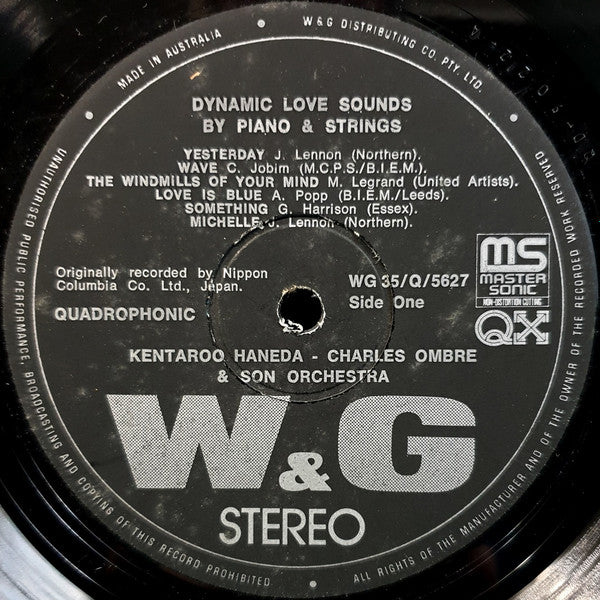 MADE IN AUSTRALIA • W & G DISTRIBUTING CO. PTY. LTD.
DYNAMIC LOVE SOUNDS
BY PIANO & STRINGS
YESTERDAY J. Lennon (Northern).
WAVE C. Jobim (M.C.P.S./B.I.E.M.).
THE WINDMILLS OF YOUR MIND M. Legrand (United Artists).
LOVE IS BLUE A. Popp (B.I.E.M./Leeds).
SOMETHING G. Harrison (Essex).
MICHELLE J. Lennon (Northern).
Originally recorded by Nippon
Columbia Co. Ltd., Japan.
QUADROPHONIC
WG 35/Q/5627
Side One
MS
MASTER
SONIC
NON-DISTORTION CUTTING
QX
KENTAROO HANEDA - CHARLES OMBRE
& SON ORCHESTRA
W&G
STEREO
UNAUTHORISED PUBLIC PERFORMANCE, BROADCASTING AND COPYING OF THIS RECORD PROHIBITED • ALL RIGHTS OF THE MANUFACTURER AND OF THE OWNER OF THE RECORDED WORK RESERVED